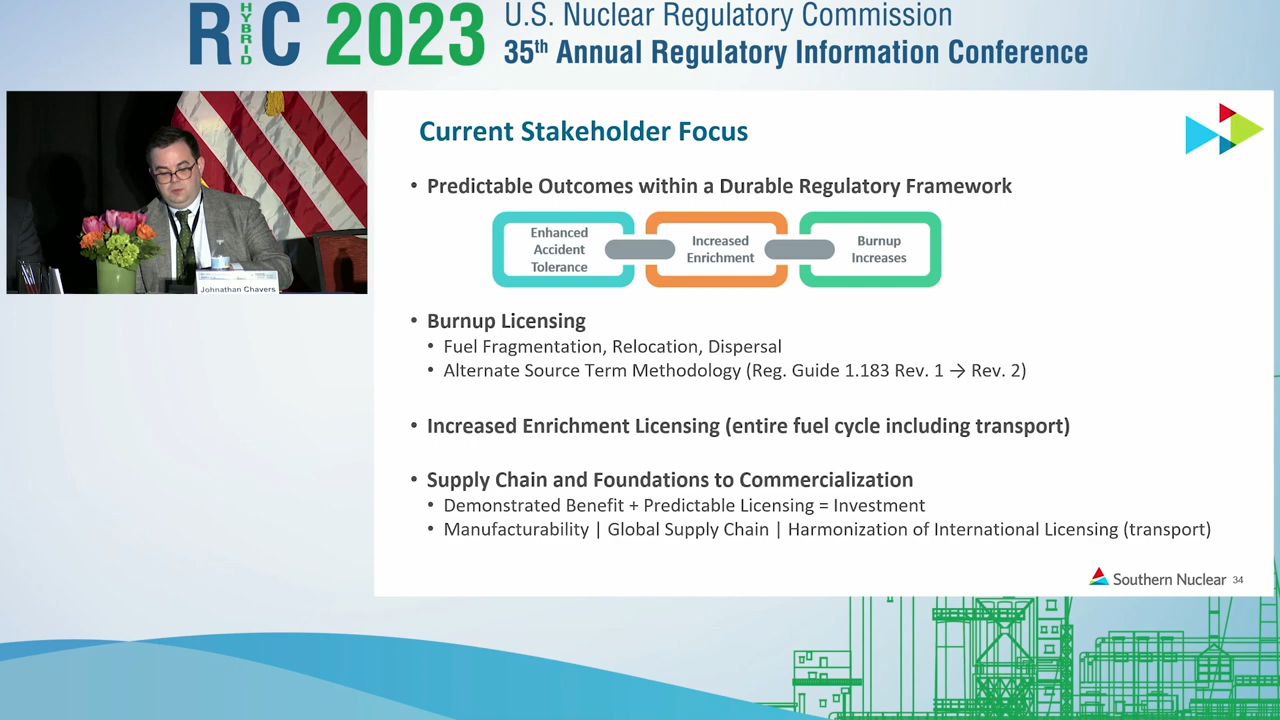 RIC 2023
HYBRID
U.S. Nuclear Regulatory Commission
35th Annual Regulatory Information Conference
Johnathan Chavers
Current Stakeholder Focus
• Predictable Outcomes within a Durable Regulatory Framework
Enhanced
Accident
Tolerance
Increased
Enrichment
Burnup
Increases
• Burnup Licensing
• Fuel Fragmentation, Relocation, Dispersal
• Alternate Source Term Methodology (Reg. Guide 1.183 Rev. 1 → Rev. 2)
• Increased Enrichment Licensing (entire fuel cycle including transport)
• Supply Chain and Foundations to Commercialization
• Demonstrated Benefit + Predictable Licensing = Investment
• Manufacturability | Global Supply Chain | Harmonization of International Licensing (transport)
Southern Nuclear 34